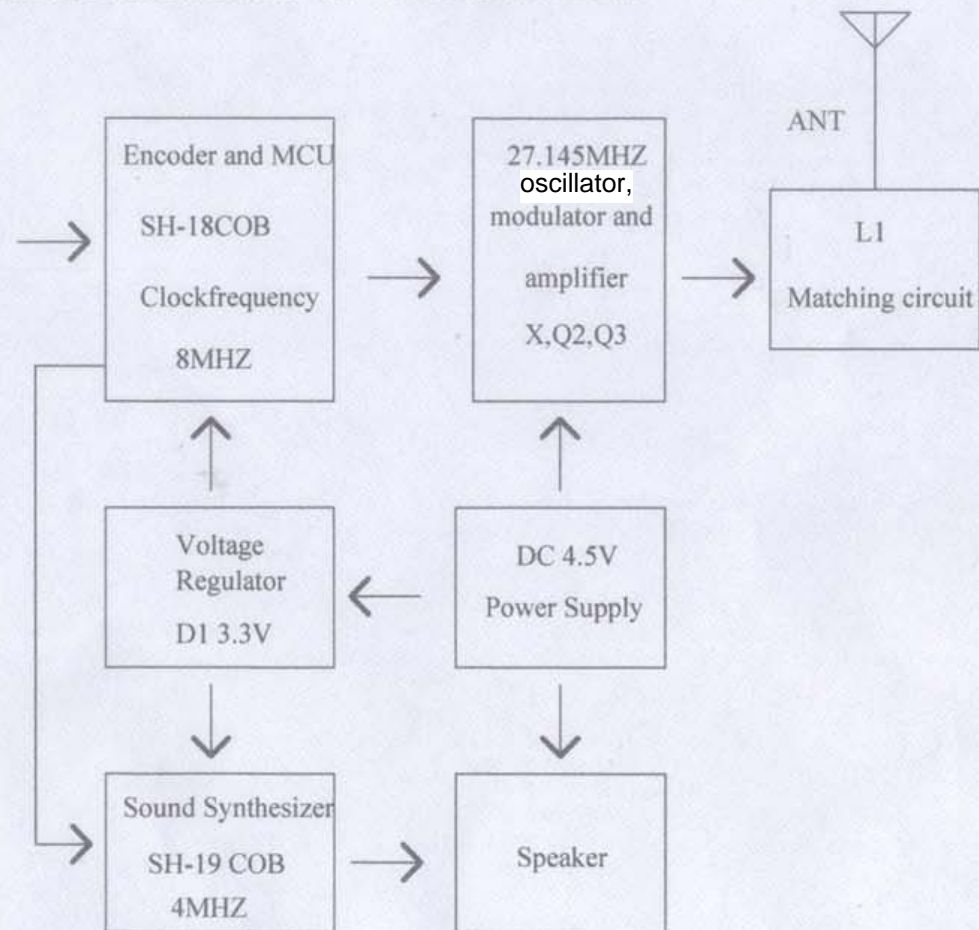 ANT
Encoder and MCU
SH-18COB
Clockfrequency
8MHZ
27.145MHZ
oscillator,
modulator and
amplifier
X,Q2,Q3
L1
Matching circuit
Voltage
Regulator
D1 3.3V
DC 4.5V
Power Supply
Sound Synthesizer
SH-19 COB
4MHZ
Speaker